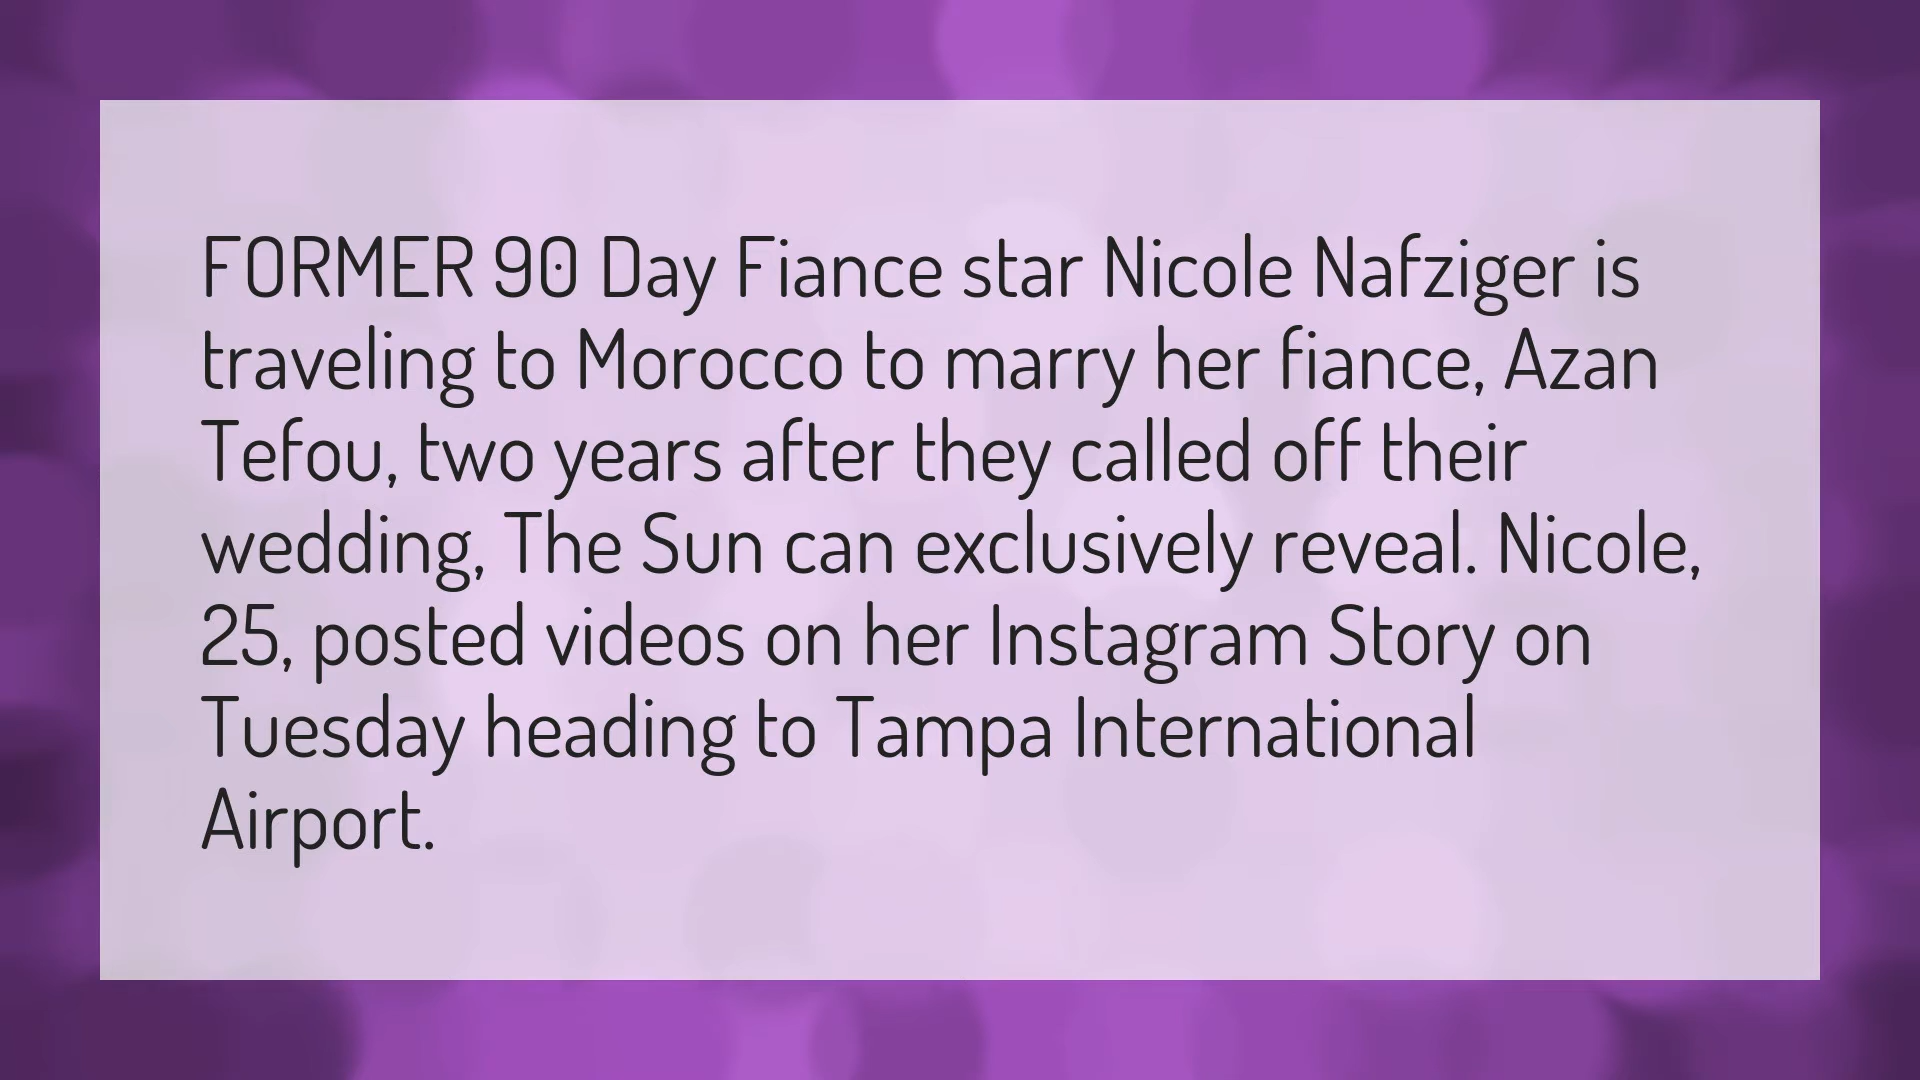 FORMER 90 Day Fiance star Nicole Nafziger is
traveling to Morocco to marry her fiance, Azan
Tefou, two years after they called off their
wedding, The Sun can exclusively reveal. Nicole,
25, posted videos on her Instagram Story on
Tuesday heading to Tampa International
Airport.